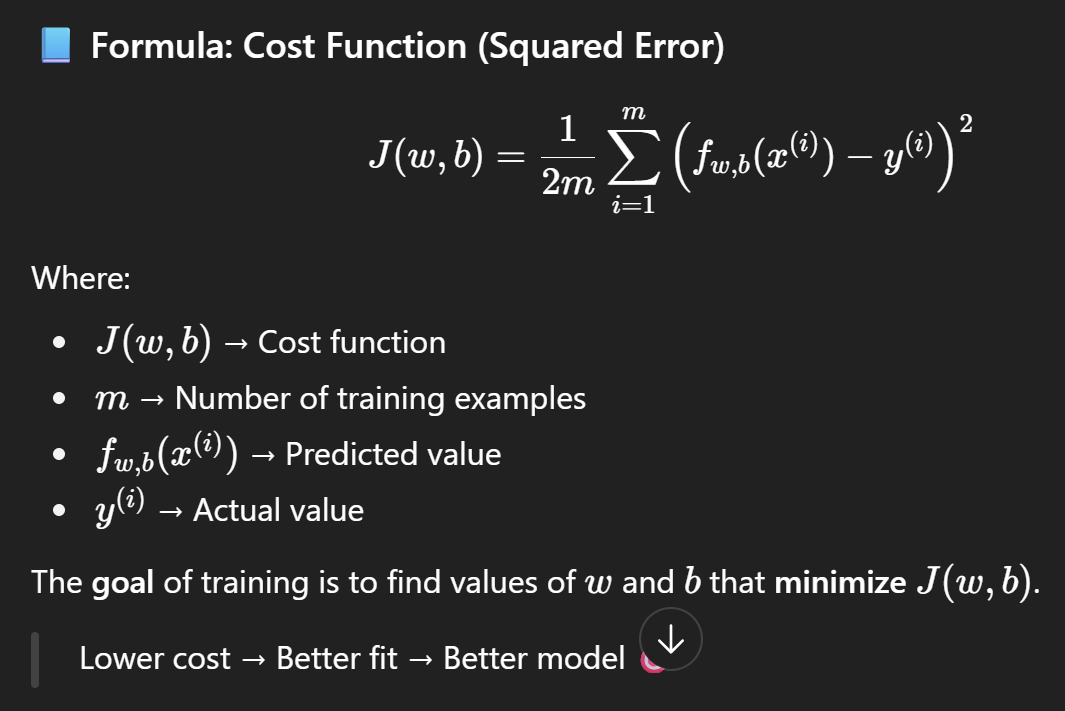 📘 Formula: Cost Function (Squared Error)
J(w, b) = \frac{1}{2m} \sum_{i=1}^{m} \left( f_{w,b}(x^{(i)}) - y^{(i)} \right)^2
Where:
• J(w, b) → Cost function
• m → Number of training examples
• f_{w,b}(x^{(i)}) → Predicted value
• y^{(i)} → Actual value
The goal of training is to find values of w and b that minimize J(w, b).
Lower cost → Better fit → Better model